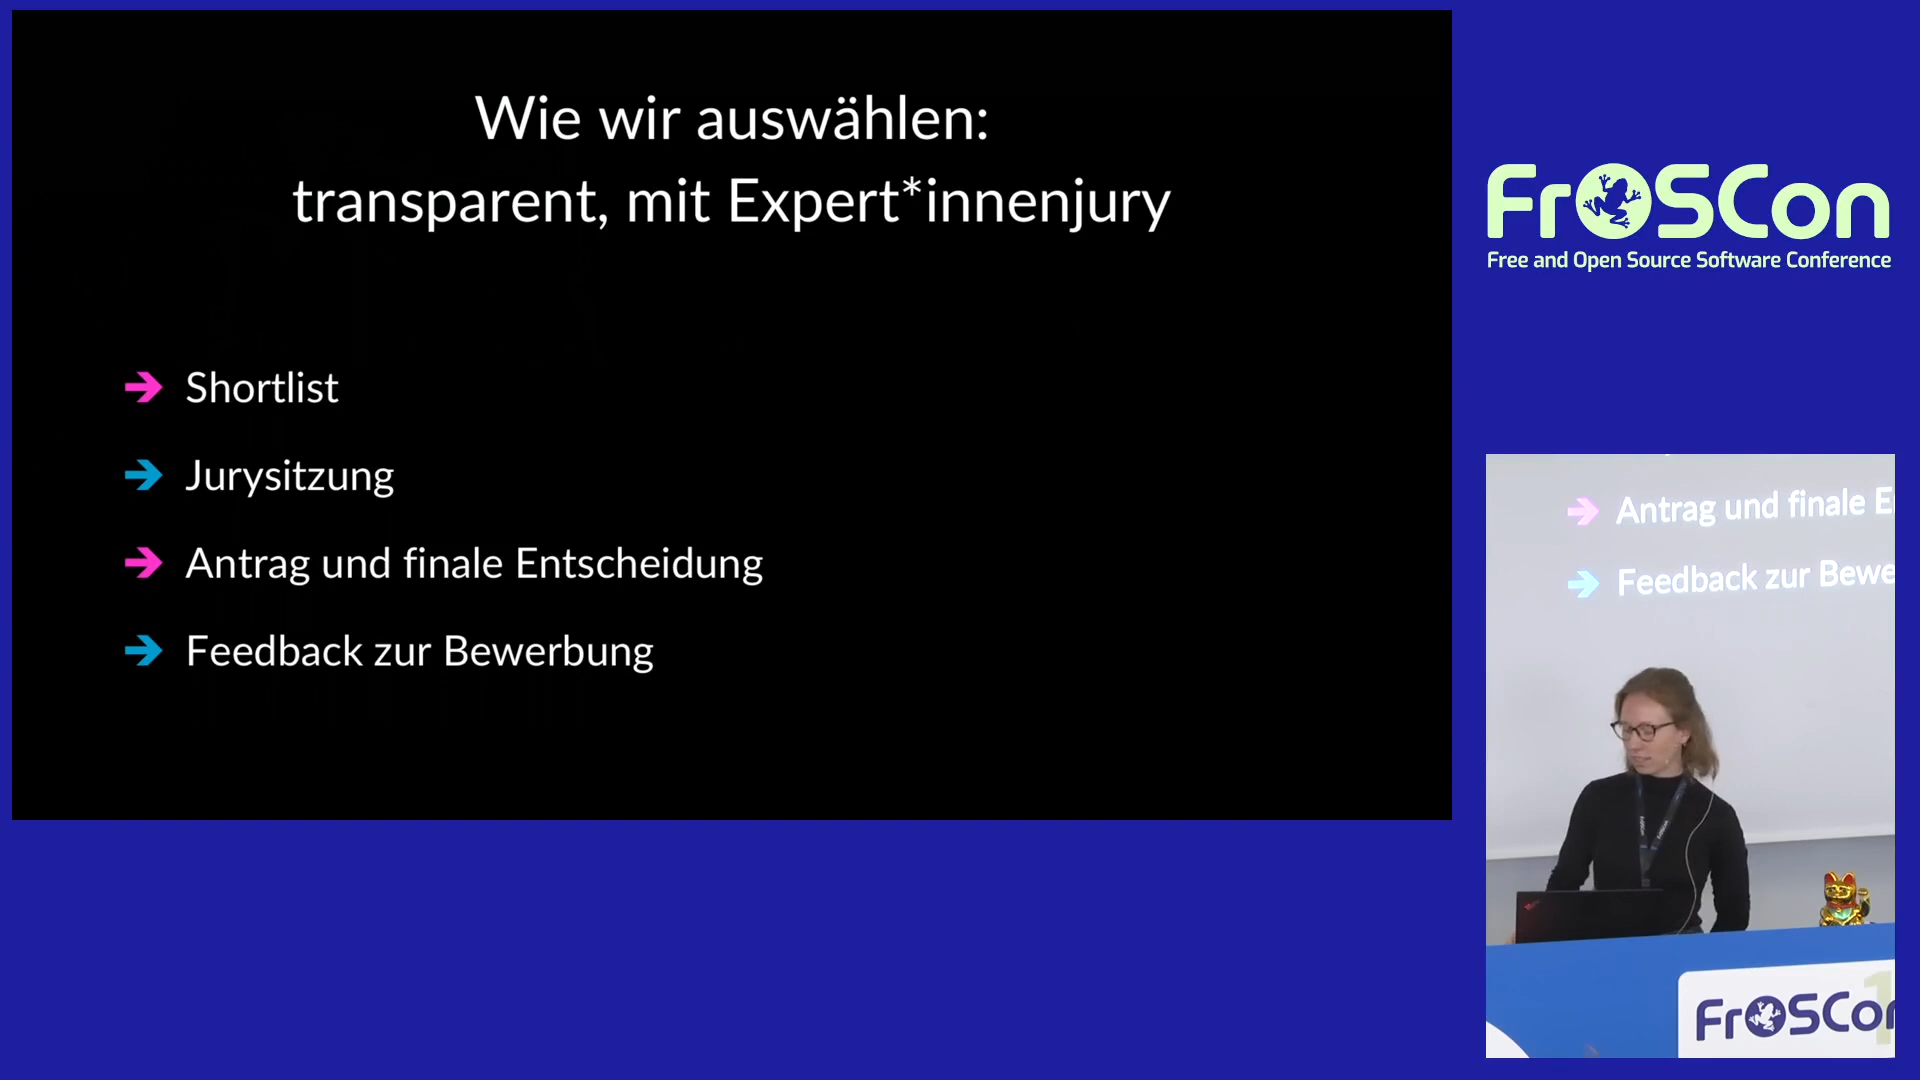 Wie wir auswählen:
transparent, mit Expert*innenjury
➔ Shortlist
➔ Jurysitzung
➔ Antrag und finale Entscheidung
➔ Feedback zur Bewerbung
FrOSCon
Free and Open Source Software Conference
➔ Antrag und finale E
➔ Feedback zur Bewe
FrOSCon